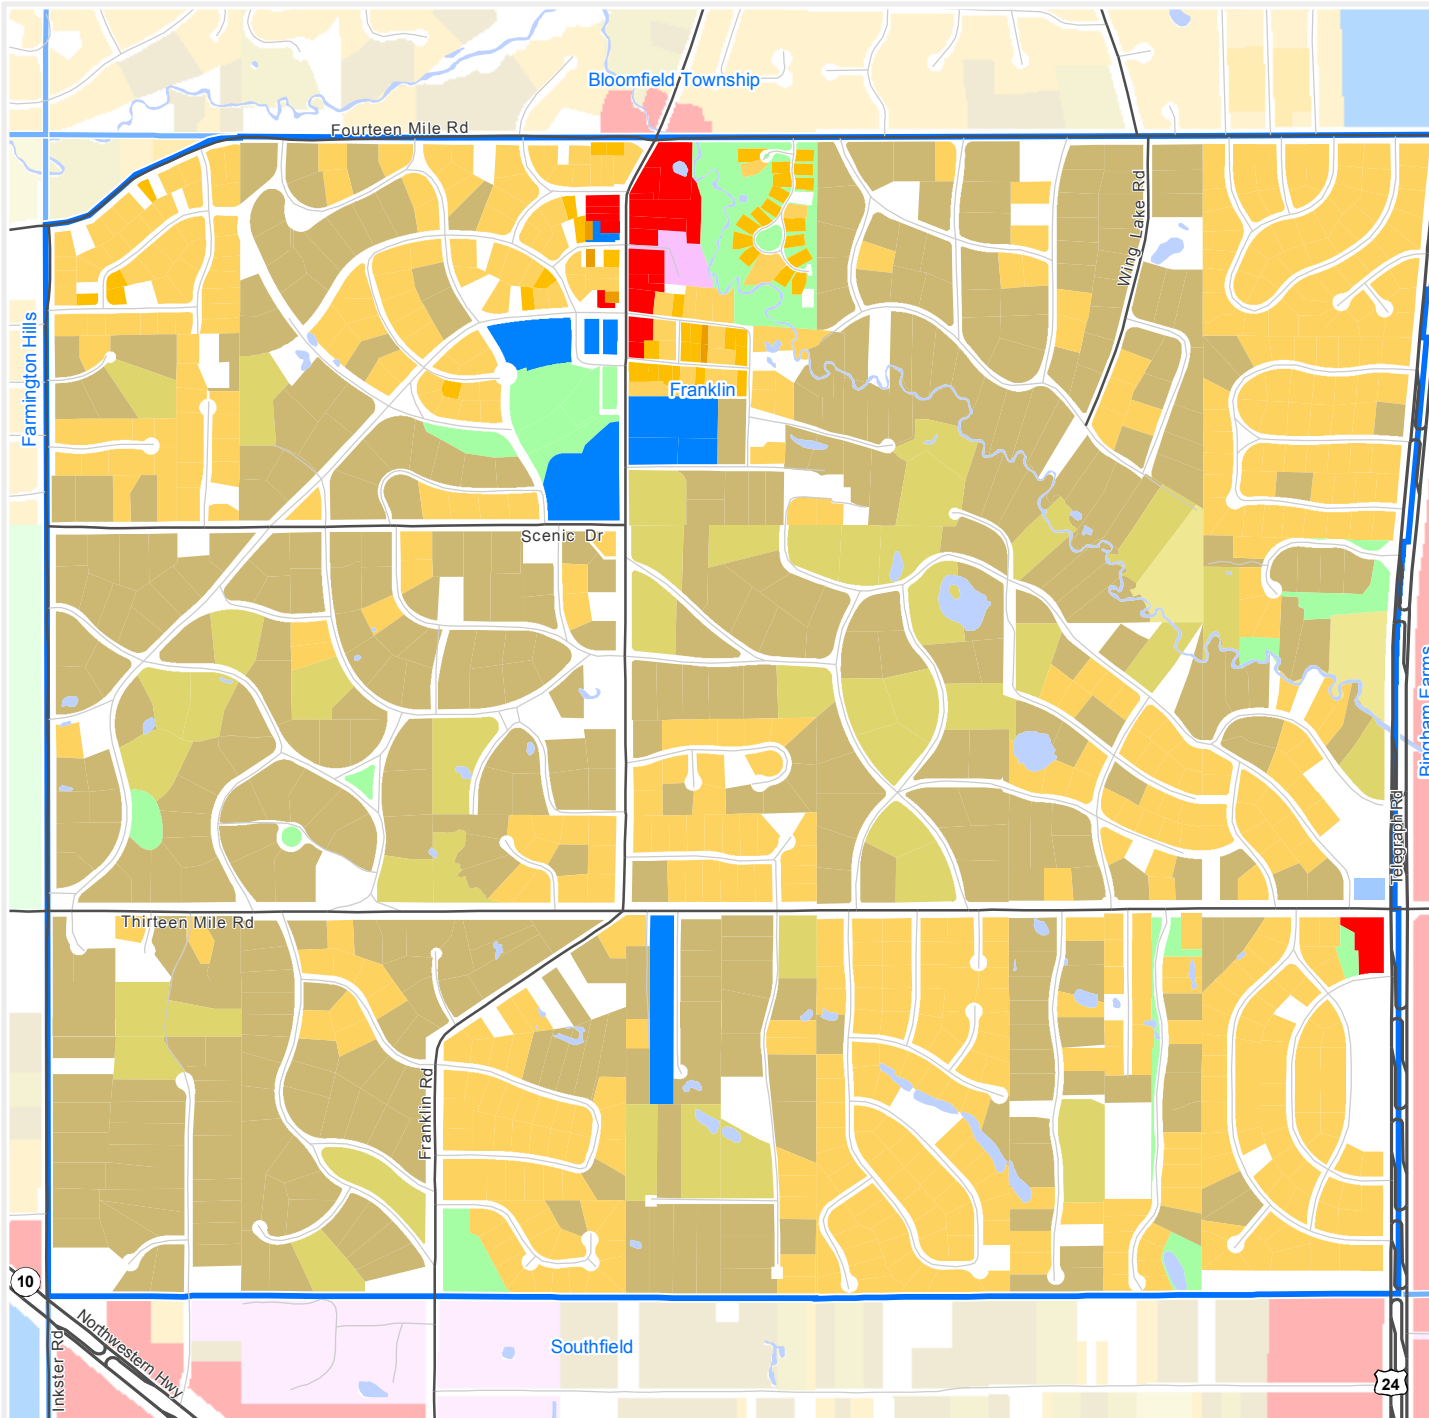 Bloomfield Township
Fourteen Mile Rd
Wing Lake Rd
Farmington Hills
Franklin
Scenic Dr
Bingham Farms
Telegraph Rd
Thirteen Mile Rd
Franklin Rd
10
Northwestern Hwy
Inkster Rd
Southfield
24